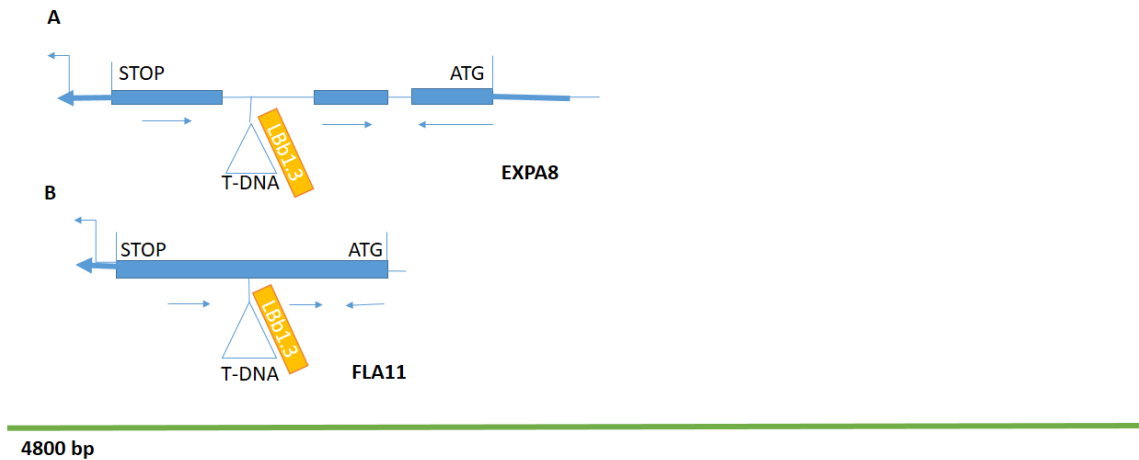 A
STOP
ATG
LBb1.3
T-DNA
EXPA8
B
STOP
ATG
LBb1.3
T-DNA
FLA11
4800 bp